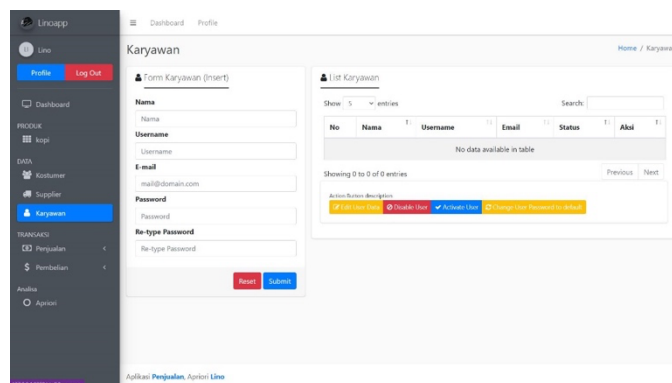 Linoapp
Dashboard Profile
Lino
Profile Log Out
Dashboard
PRODUK
kopi
DATA
Kostumer
Supplier
Karyawan
TRANSAKSI
Penjualan
Pembelian
Analisa
Apriori
Karyawan
Home / Karyawa
Form Karyawan (Insert)
Nama
Nama
Username
Username
E-mail
mail@domain.com
Password
Password
Re-type Password
Re-type Password
Reset Submit
List Karyawan
Show 5 entries Search:
No Nama Username Email Status Aksi
No data available in table
Showing 0 to 0 of 0 entries
Previous Next
Action Button description
Edit User Data Disable User Activate User Change User Password to default
Aplikasi Penjualan, Apriori Lino